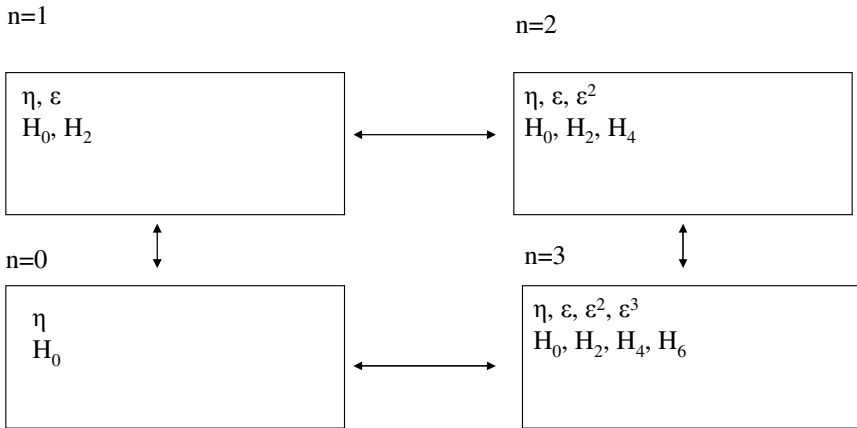 n=1
η, ε
H₀, H₂
n=2
η, ε, ε²
H₀, H₂, H₄
n=0
η
H₀
n=3
η, ε, ε², ε³
H₀, H₂, H₄, H₆